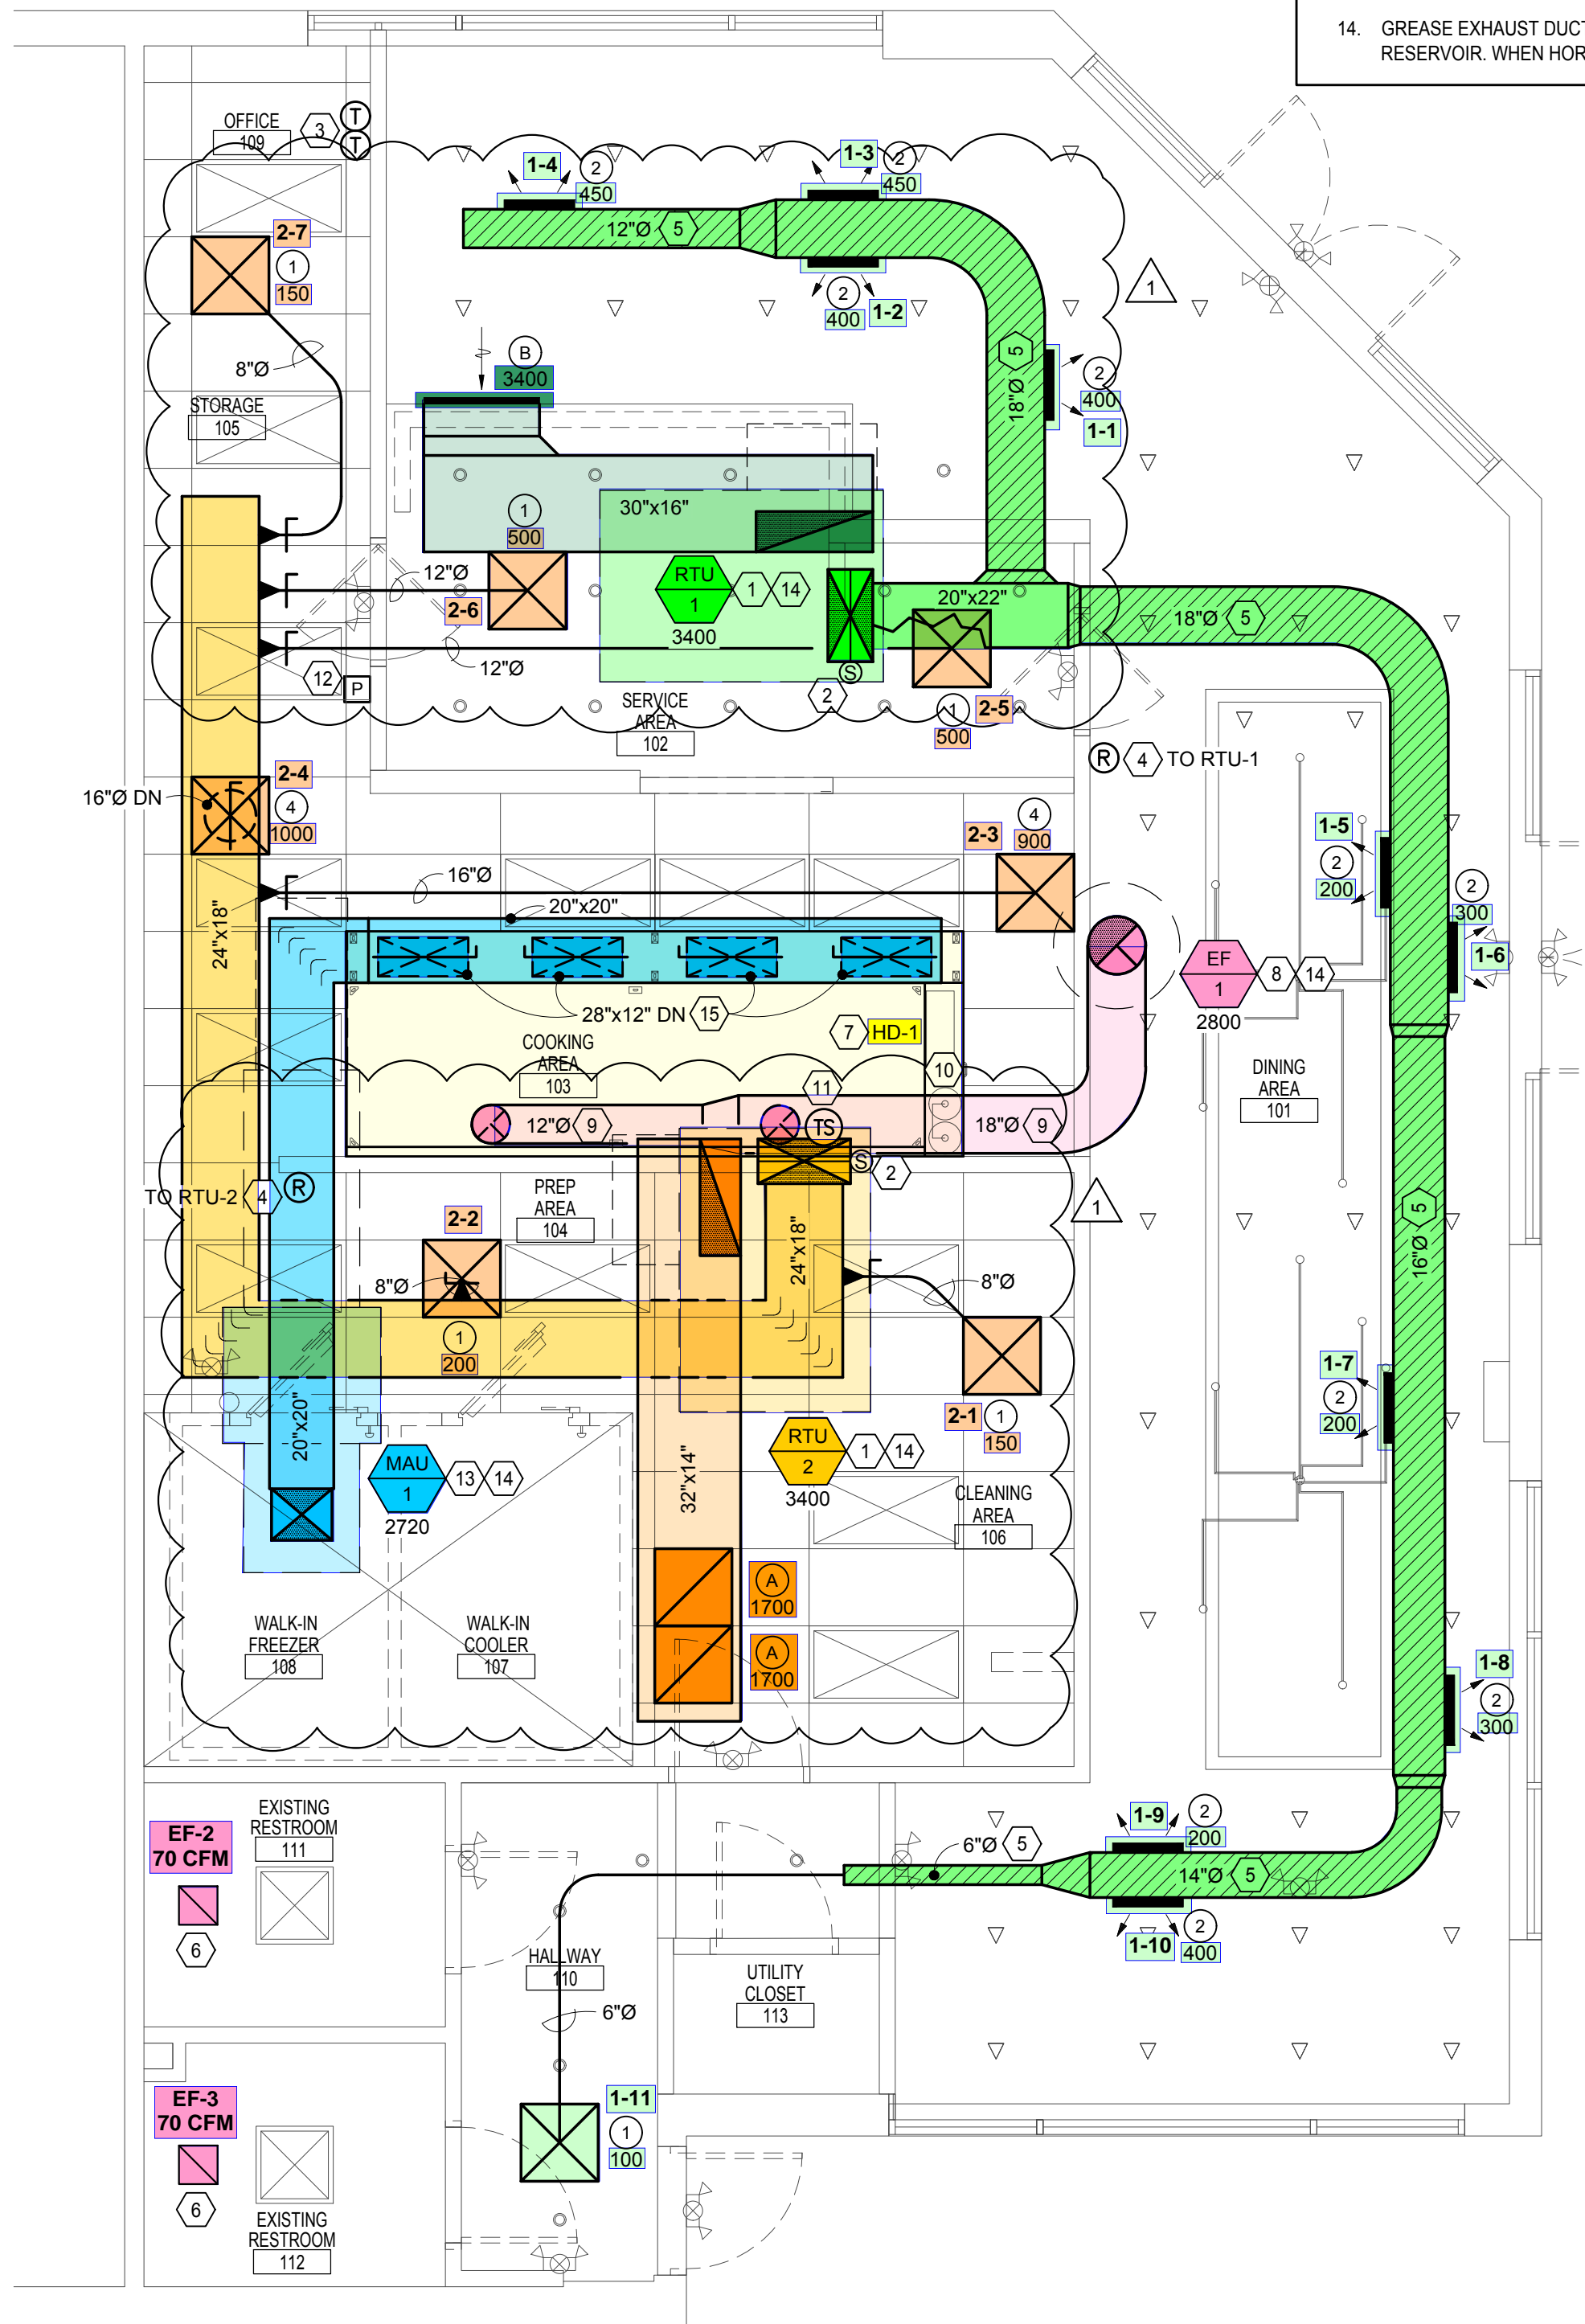 14. GREASE EXHAUST DUCT
RESERVOIR. WHEN HOR
OFFICE
109
3
T
T
1-4
2
450
1-3
2
450
12"Ø
5
2-7
1
150
2
400
1-2
1
8"Ø
B
3400
5
18"Ø
2
400
1-1
STORAGE
105
1
500
30"x16"
12"Ø
2-6
RTU
1
1
14
3400
20"x22"
18"Ø
5
12"Ø
12
P
S
2
SERVICE
AREA
102
1
2-5
500
R
4
TO RTU-1
2-4
16"Ø DN
4
1000
2-3
4
900
1-5
2
200
16"Ø
20"x20"
24"x18"
2
300
1-6
EF
1
8
14
2800
28"x12" DN
15
7
HD-1
COOKING
AREA
103
10
11
DINING
AREA
101
12"Ø
9
TS
18"Ø
9
S
2
TO RTU-2
4
R
PREP
AREA
104
1
2-2
5
16"Ø
24"x18"
8"Ø
8"Ø
1
200
1-7
2
200
20"x20"
2-1
1
150
RTU
2
1
14
3400
MAU
1
13
14
2720
32"x14"
CLEANING
AREA
106
A
1700
WALK-IN
FREEZER
108
WALK-IN
COOLER
107
A
1700
1-8
2
300
EXISTING
RESTROOM
111
EF-2
70 CFM
6
1-9
2
200
6"Ø
5
14"Ø
5
1-10
2
400
HALLWAY
110
UTILITY
CLOSET
113
6"Ø
EF-3
70 CFM
6
1-11
1
100
EXISTING
RESTROOM
112